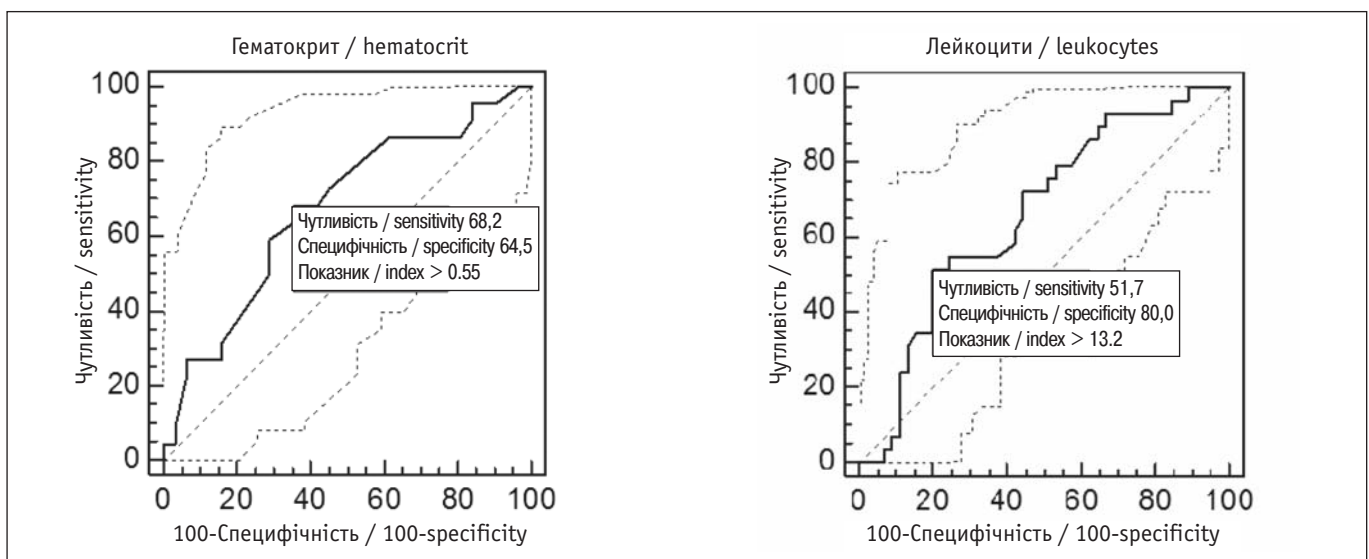 Гематокрит / hematocrit
Чутливість / sensitivity
100
80
60
40
20
0
Чутливість / sensitivity 68,2
Специфічність / specificity 64,5
Показник / index > 0.55
0 20 40 60 80 100
100-Специфічність / 100-specificity
Лейкоцити / leukocytes
Чутливість / sensitivity
100
80
60
40
20
0
Чутливість / sensitivity 51,7
Специфічність / specificity 80,0
Показник / index > 13.2
0 20 40 60 80 100
100-Специфічність / 100-specificity